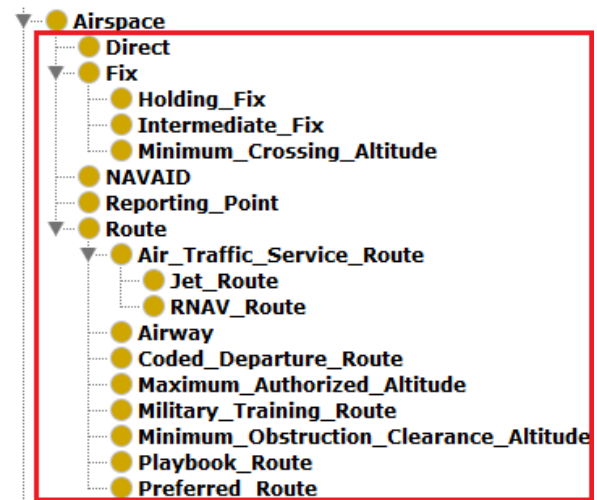 Airspace
Direct
Fix
Holding_Fix
Intermediate_Fix
Minimum_Crossing_Altitude
NAVAID
Reporting_Point
Route
Air_Traffic_Service_Route
Jet_Route
RNAV_Route
Airway
Coded_Departure_Route
Maximum_Authorized_Altitude
Military_Training_Route
Minimum_Obstruction_Clearance_Altitude
Playbook_Route
Preferred_Route